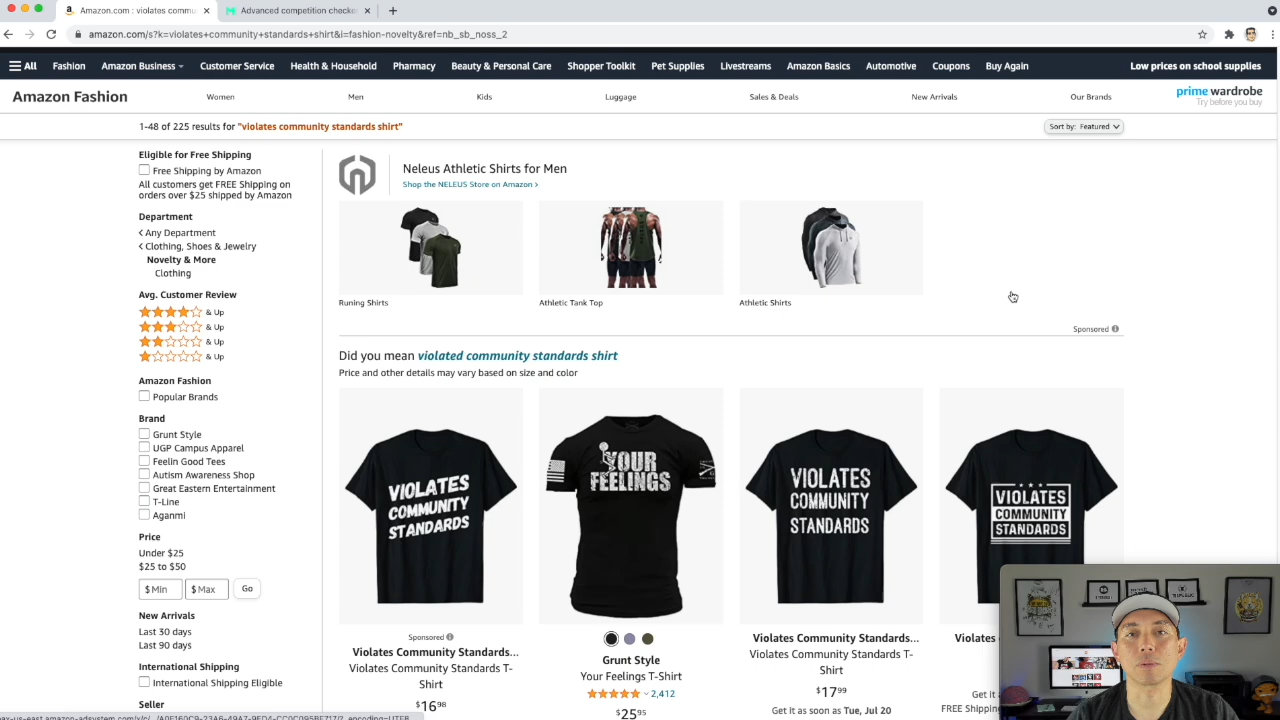 Amazon.com : violates commu
Advanced competition checke
amazon.com/s?k=violates+community+standards+shirt&i=fashion-novelty&ref=nb_sb_noss_2
All
Fashion
Amazon Business
Customer Service
Health & Household
Pharmacy
Beauty & Personal Care
Shopper Toolkit
Pet Supplies
Livestreams
Amazon Basics
Automotive
Coupons
Buy Again
Low prices on school supplies
Amazon Fashion
Women
Men
Kids
Luggage
Sales & Deals
New Arrivals
Our Brands
prime wardrobe
Try before you buy
1-48 of 225 results for "violates community standards shirt"
Sort by: Featured
Eligible for Free Shipping
Free Shipping by Amazon
All customers get FREE Shipping on
orders over $25 shipped by Amazon
Department
Any Department
Clothing, Shoes & Jewelry
Novelty & More
Clothing
Avg. Customer Review
& Up
& Up
& Up
& Up
Amazon Fashion
Popular Brands
Brand
Grunt Style
UGP Campus Apparel
Feelin Good Tees
Autism Awareness Shop
Great Eastern Entertainment
T-Line
Aganmi
Price
Under $25
$25 to $50
$ Min
$ Max
Go
New Arrivals
Last 30 days
Last 90 days
International Shipping
International Shipping Eligible
Seller
Neleus Athletic Shirts for Men
Shop the NELEUS Store on Amazon ›
Runing Shirts
Athletic Tank Top
Athletic Shirts
Sponsored
Did you mean violated community standards shirt
Price and other details may vary based on size and color
VIOLATES
COMMUNITY
STANDARDS
Sponsored
Violates Community Standards...
Violates Community Standards T-
Shirt
$16.98
YOUR
FEELINGS
Grunt Style
Your Feelings T-Shirt
2,412
$25.95
VIOLATES
COMMUNITY
STANDARDS
Violates Community Standards...
Violates Community Standards T-
Shirt
$17.99
Get it as soon as Tue, Jul 20
VIOLATES
COMMUNITY
STANDARDS
Violates
Get it
FREE Shipping